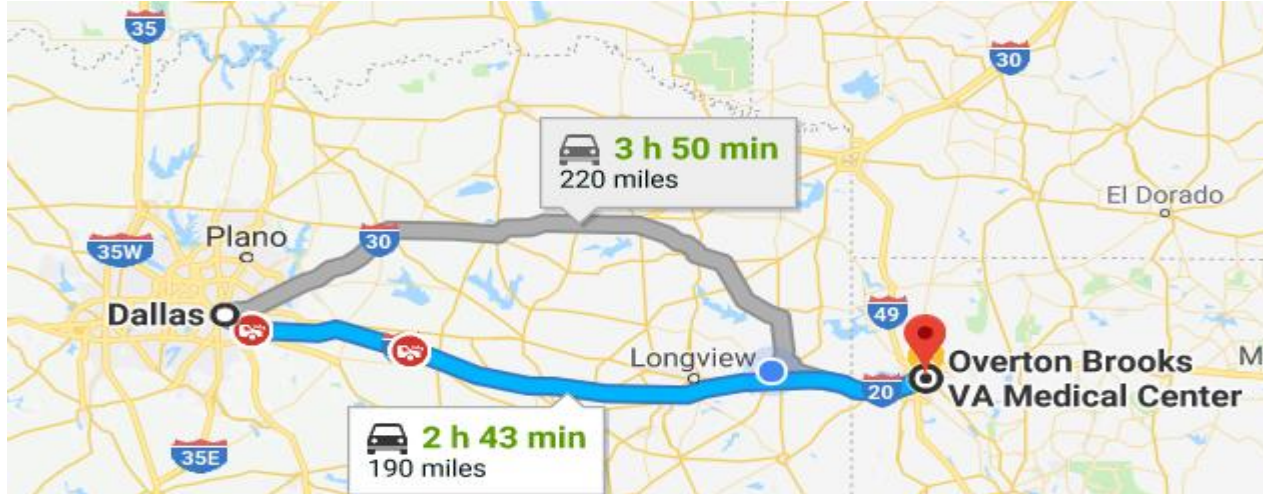 35
30
3 h 50 min
220 miles
El Dorado
Plano
35W
30
Dallas
49
Longview
Overton Brooks
VA Medical Center
M
20
2 h 43 min
190 miles
35E